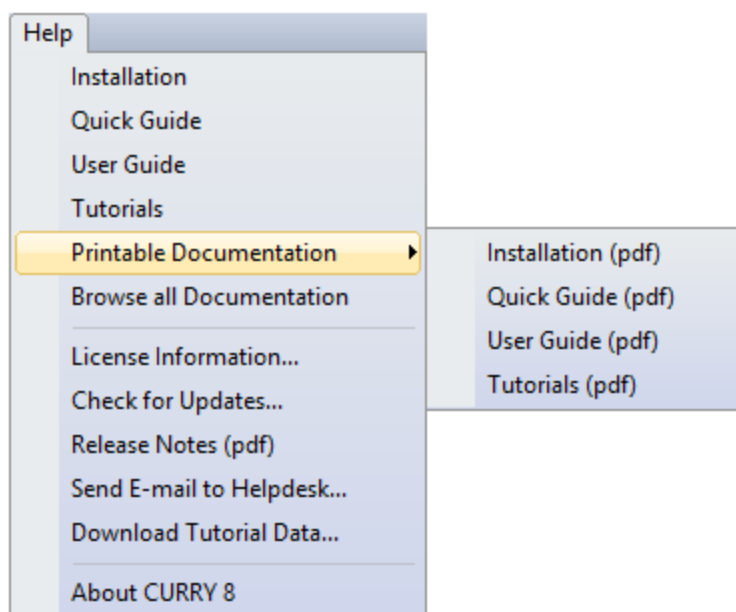 Help
Installation
Quick Guide
User Guide
Tutorials
Printable Documentation
Installation (pdf)
Quick Guide (pdf)
User Guide (pdf)
Tutorials (pdf)
Browse all Documentation
License Information...
Check for Updates...
Release Notes (pdf)
Send E-mail to Helpdesk...
Download Tutorial Data...
About CURRY 8